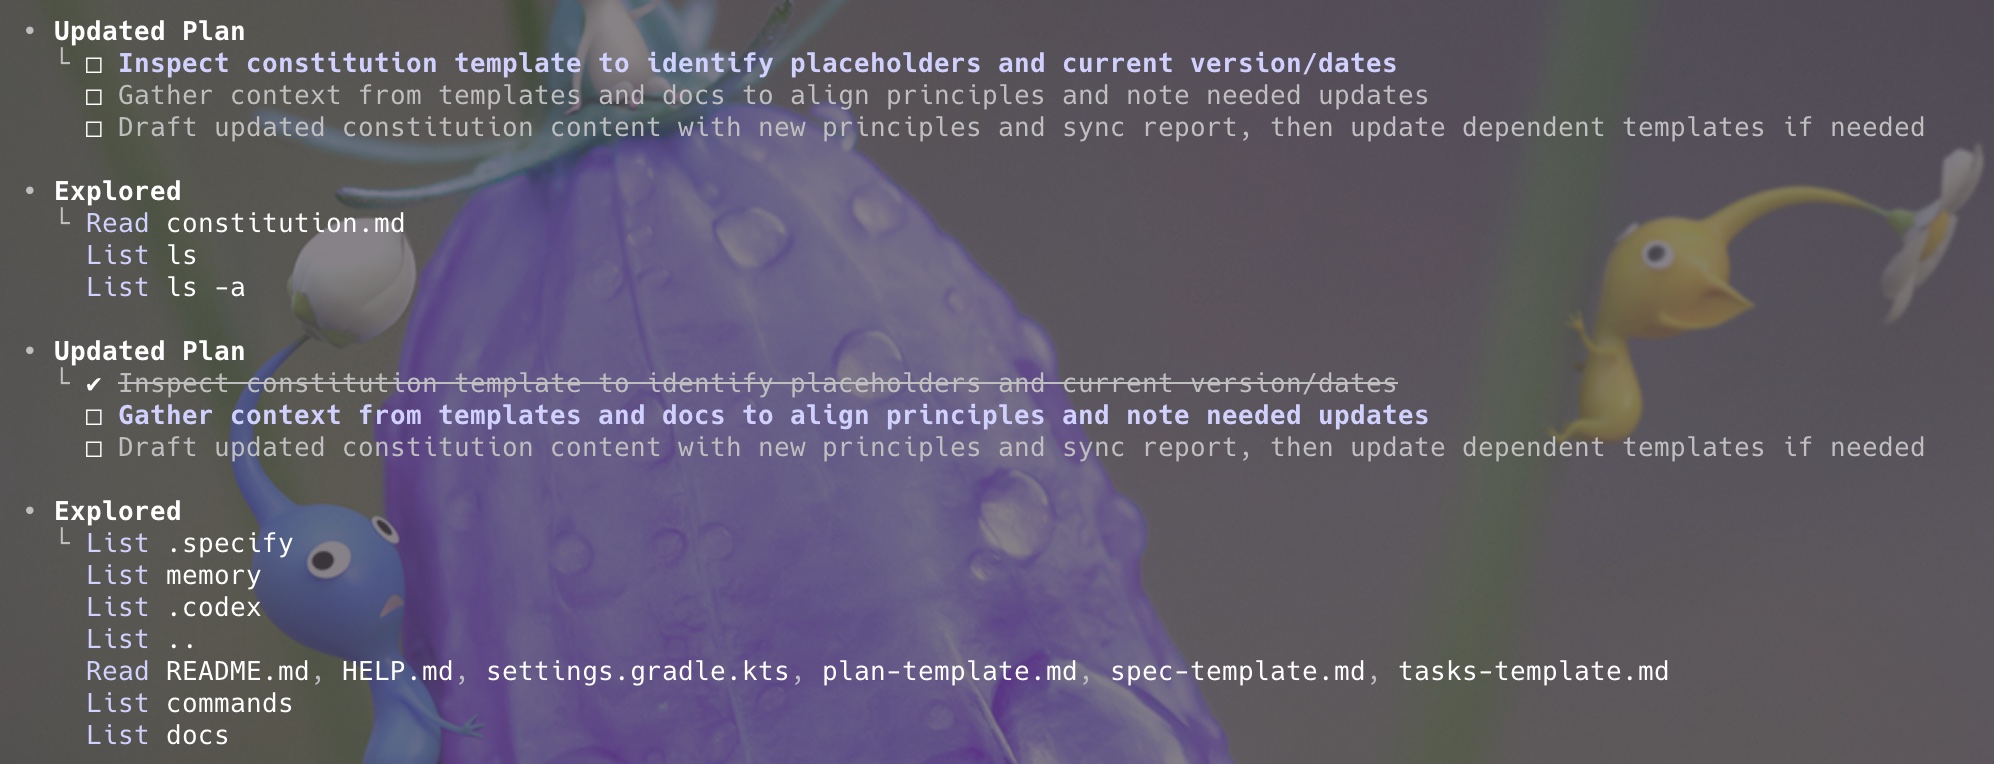 • Updated Plan
└ □ Inspect constitution template to identify placeholders and current version/dates
□ Gather context from templates and docs to align principles and note needed updates
□ Draft updated constitution content with new principles and sync report, then update dependent templates if needed
• Explored
└ Read constitution.md
List ls
List ls -a
• Updated Plan
└ ✔ Inspect constitution template to identify placeholders and current version/dates
□ Gather context from templates and docs to align principles and note needed updates
□ Draft updated constitution content with new principles and sync report, then update dependent templates if needed
• Explored
└ List .specify
List memory
List .codex
List ..
Read README.md, HELP.md, settings.gradle.kts, plan-template.md, spec-template.md, tasks-template.md
List commands
List docs